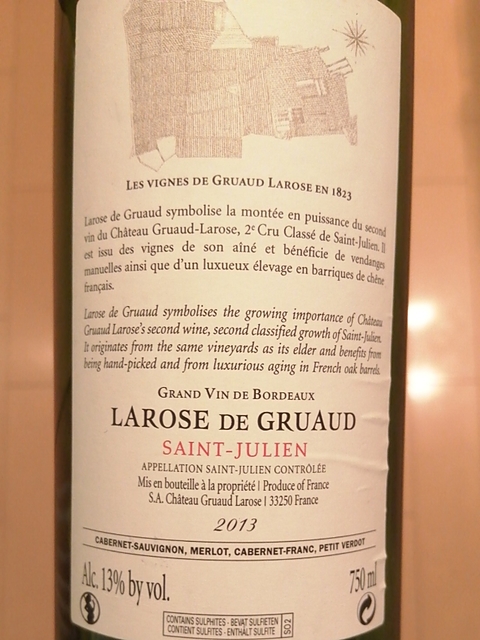 Les vignes de Gruaud Larose en 1823
Larose de Gruaud symbolise la montée en puissance du second
vin du Château Gruaud-Larose, 2e Cru Classé de Saint-Julien. Il
est issu des vignes de son aîné et bénéficie de vendanges
manuelles ainsi que d'un luxueux élevage en barriques de chêne
français.
Larose de Gruaud symbolises the growing importance of Château
Gruaud Larose's second wine, second classified growth of Saint-Julien.
It originates from the same vineyards as its elder and benefits from
being hand-picked and from luxurious aging in French oak barrels.
Grand Vin de Bordeaux
LAROSE DE GRUAUD
SAINT-JULIEN
APPELLATION SAINT-JULIEN CONTRÔLÉE
Mis en bouteille à la propriété | Produce of France
S.A. Château Gruaud Larose | 33250 France
2013
CABERNET-SAUVIGNON, MERLOT, CABERNET-FRANC, PETIT VERDOT
Alc. 13% by vol. 750 ml
CONTAINS SULPHITES - BEVAT SULFIETEN
CONTIENT SULFITES - ENTHÄLT SULFITE
SO2